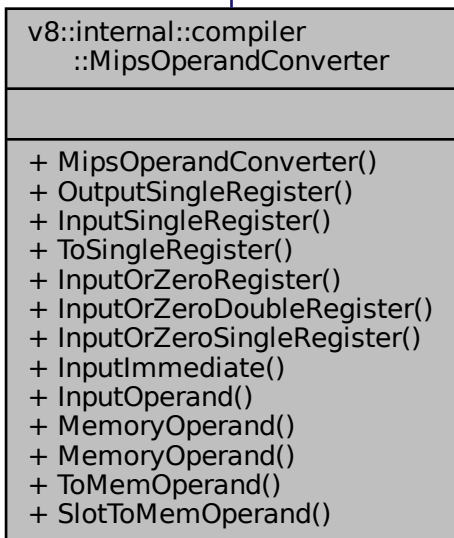 v8::internal::compiler
::MipsOperandConverter
+ MipsOperandConverter()
+ OutputSingleRegister()
+ InputSingleRegister()
+ ToSingleRegister()
+ InputOrZeroRegister()
+ InputOrZeroDoubleRegister()
+ InputOrZeroSingleRegister()
+ InputImmediate()
+ InputOperand()
+ MemoryOperand()
+ MemoryOperand()
+ ToMemOperand()
+ SlotToMemOperand()